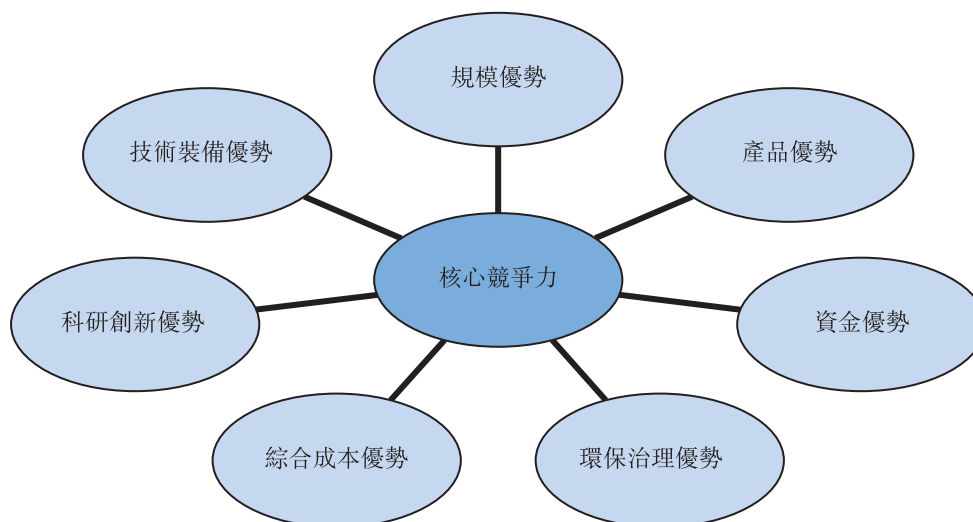 規模優勢
技術裝備優勢
產品優勢
核心競爭力
科研創新優勢
資金優勢
綜合成本優勢
環保治理優勢